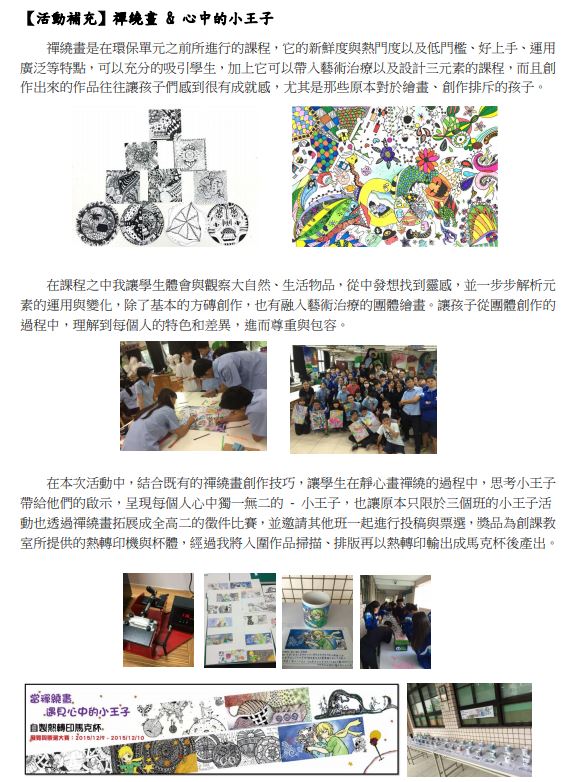 【活動補充】禪繞畫 & 心中的小王子
禪繞畫是在環保單元之前所進行的課程，它的新鮮度與熱門度以及低門檻、好上手、運用
廣泛等特點，可以充分的吸引學生，加上它可以帶入藝術治療以及設計三元素的課程，而且創
作出來的作品往往讓孩子們感到很有成就感，尤其是那些原本對於繪畫、創作排斥的孩子。
在課程之中我讓學生體會與觀察大自然、生活物品，從中發想找到靈感，並一步步解析元
素的運用與變化，除了基本的方磚創作，也有融入藝術治療的團體繪畫。讓孩子從團體創作的
過程中，理解到每個人的特色和差異，進而尊重與包容。
在本次活動中，結合既有的禪繞畫創作技巧，讓學生在靜心畫禪繞的過程中，思考小王子
帶給他們的啟示，呈現每個人心中獨一無二的 - 小王子，也讓原本只限於三個班的小王子活
動也透過禪繞畫拓展成全高二的徵件比賽，並邀請其他班一起進行投稿與票選，獎品為創課教
室所提供的熱轉印機與杯體，經過我將入圍作品掃描、排版再以熱轉印輸出成馬克杯後產出。
當禪繞畫
遇見心中的小王子
自製熱轉印馬克杯
展覽與票選大賽：2015/12/9 - 2015/12/10